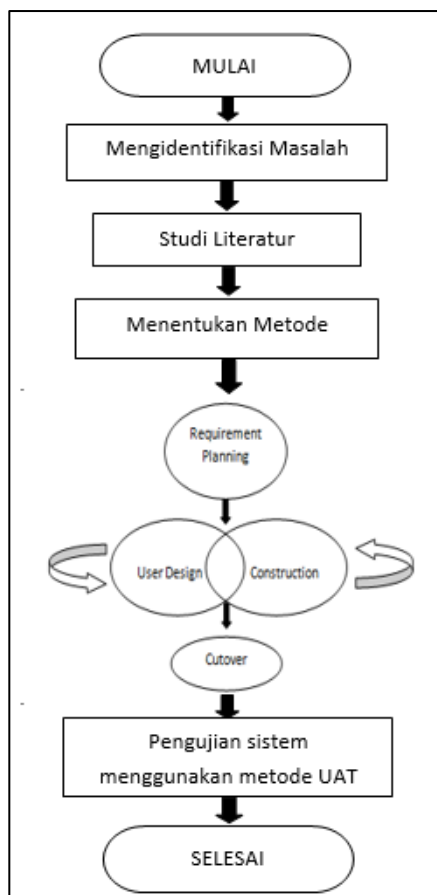 MULAI
Mengidentifikasi Masalah
Studi Literatur
Menentukan Metode
Requirement
Planning
User Design
Construction
Cutover
Pengujian sistem
menggunakan metode UAT
SELESAI